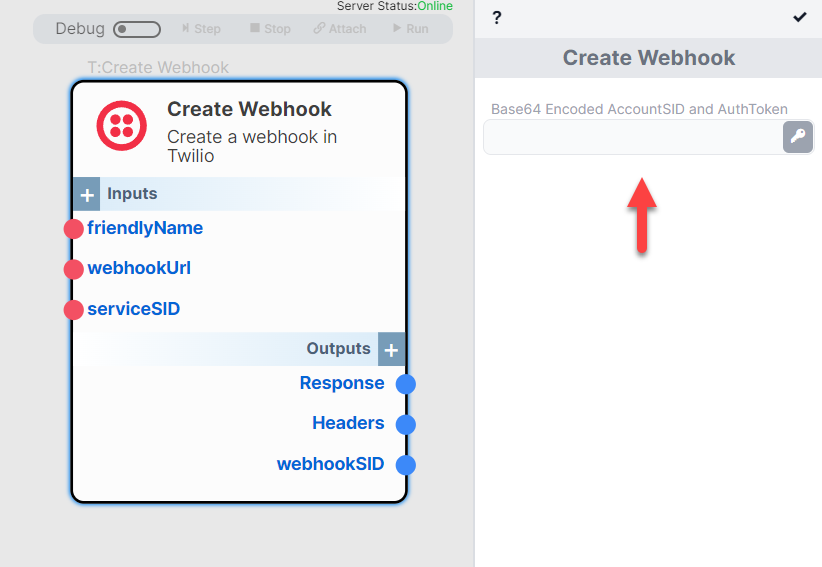 Server Status:Online
Debug Step Stop Attach Run
T:Create Webhook
Create Webhook
Create a webhook in
Twilio
+ Inputs
friendlyName
webhookUrl
serviceSID
Outputs +
Response
Headers
webhookSID
?
Create Webhook
Base64 Encoded AccountSID and AuthToken